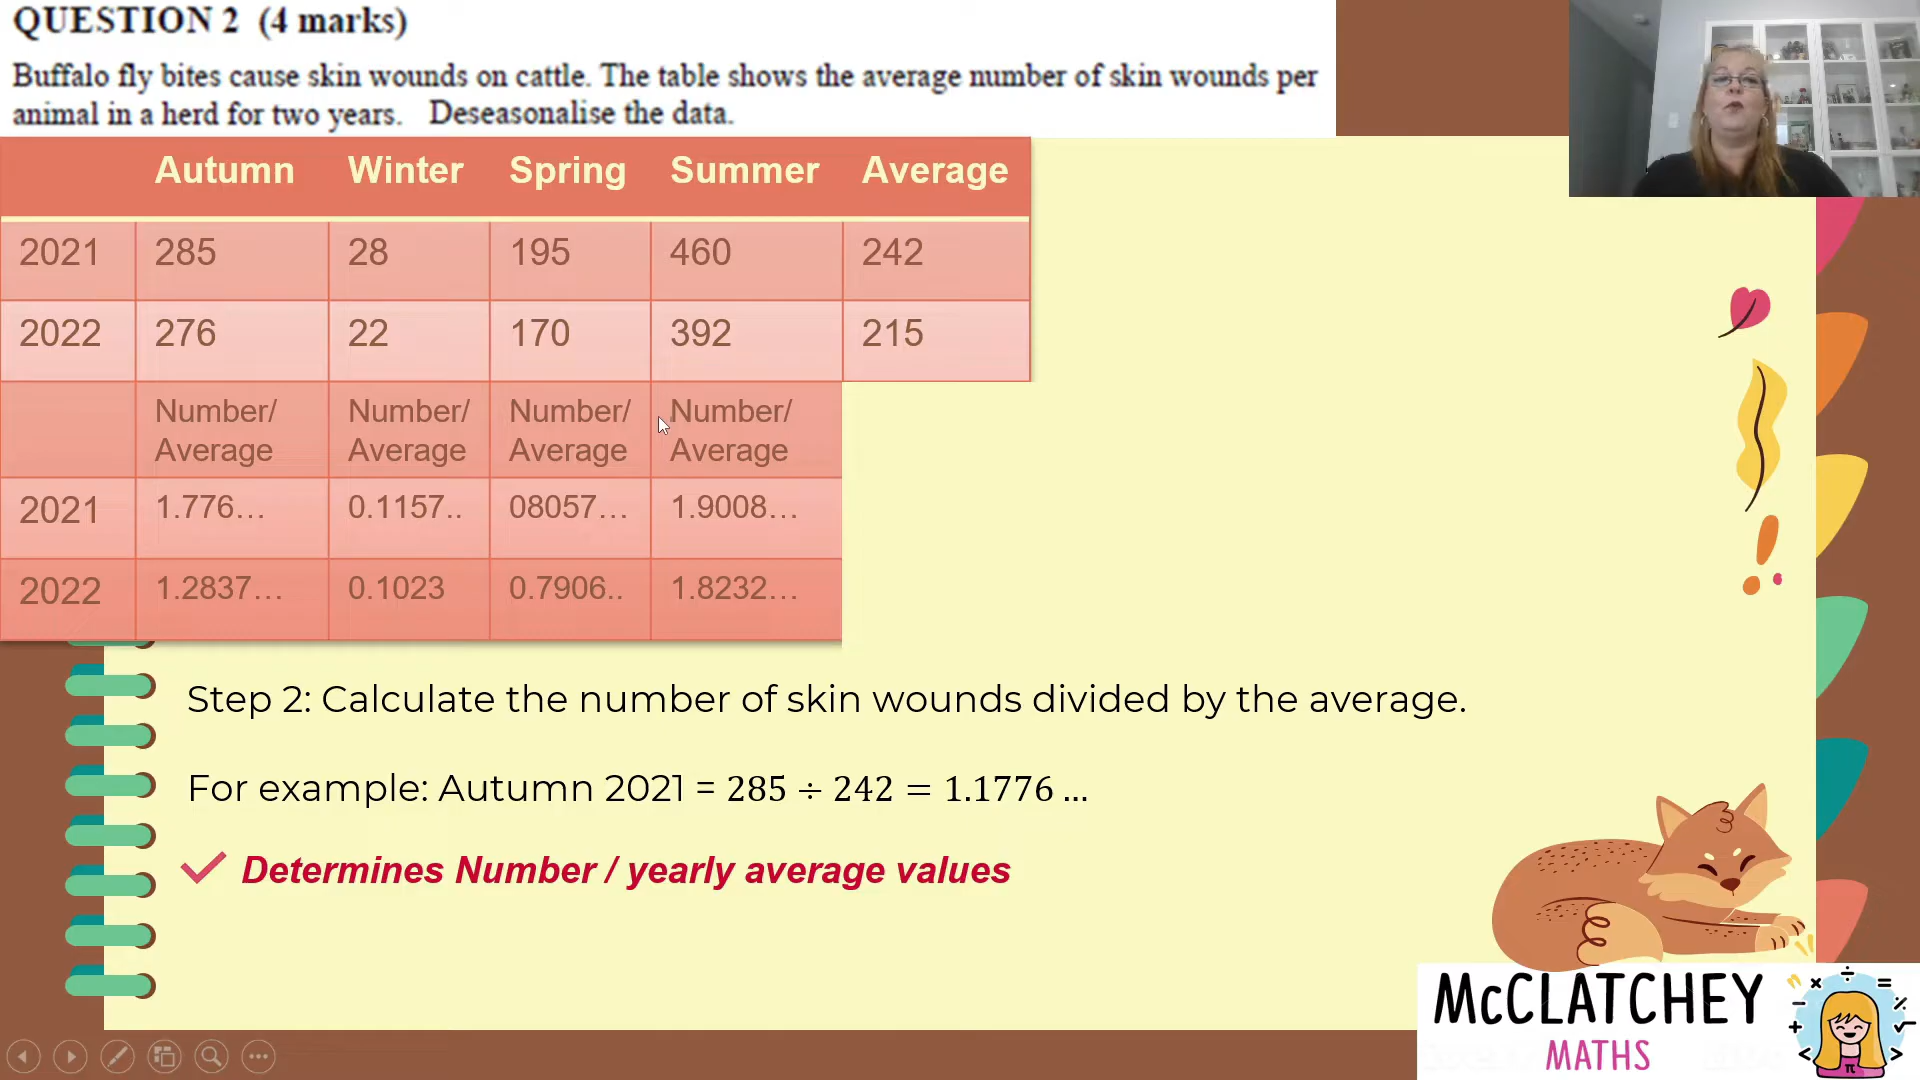 QUESTION 2 (4 marks)
Buffalo fly bites cause skin wounds on cattle. The table shows the average number of skin wounds per
animal in a herd for two years. Deseasonalise the data.
Autumn Winter Spring Summer Average
2021 285 28 195 460 242
2022 276 22 170 392 215
Number/ Number/ Number/ Number/
Average Average Average Average
2021 1.776... 0.1157.. 08057... 1.9008...
2022 1.2837... 0.1023 0.7906.. 1.8232...
Step 2: Calculate the number of skin wounds divided by the average.
For example: Autumn 2021 = 285 ÷ 242 = 1.1776 ...
✓ Determines Number / yearly average values
McCLATCHEY
MATHS